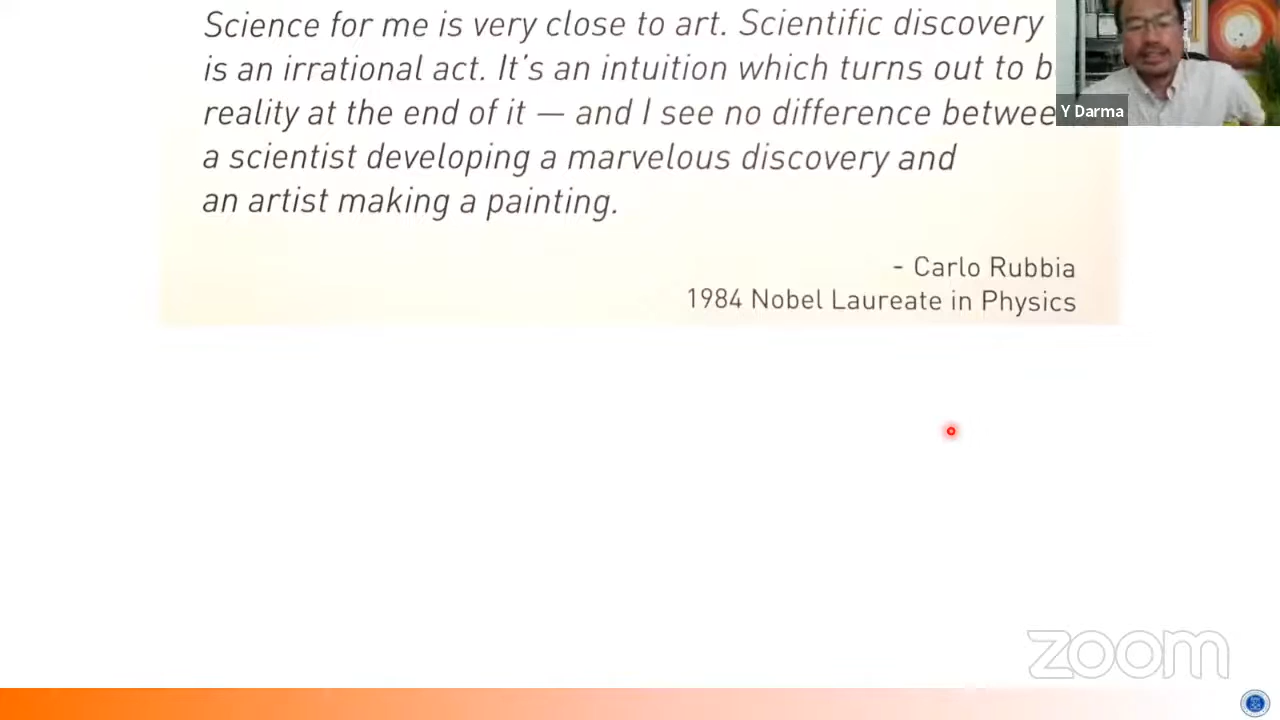 Science for me is very close to art. Scientific discovery
is an irrational act. It's an intuition which turns out to b
reality at the end of it — and I see no difference betwee
Y Darma
a scientist developing a marvelous discovery and
an artist making a painting.
- Carlo Rubbia
1984 Nobel Laureate in Physics
zoom